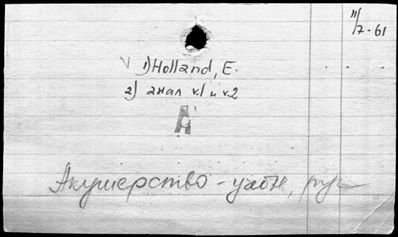 11/7-61
V 1) Holland, E.
2) анал v.1 и v.2
А
Акушерство - учебн, рук